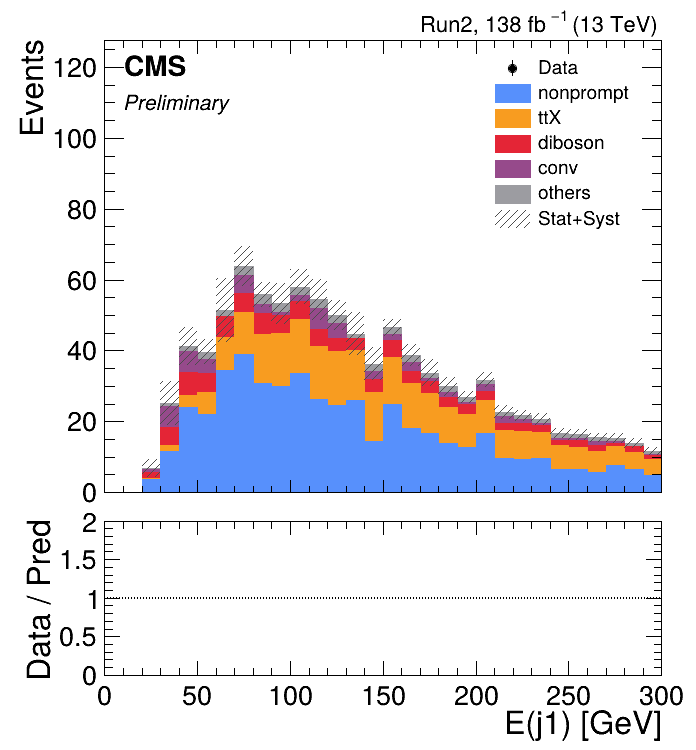 Run2, 138 fb⁻¹ (13 TeV)
CMS
Preliminary
Events
120
100
80
60
40
20
0
Data
nonprompt
ttX
diboson
conv
others
Stat+Syst
Data / Pred
2
1.5
1
0.5
0
0 50 100 150 200 250 300
E(j1) [GeV]